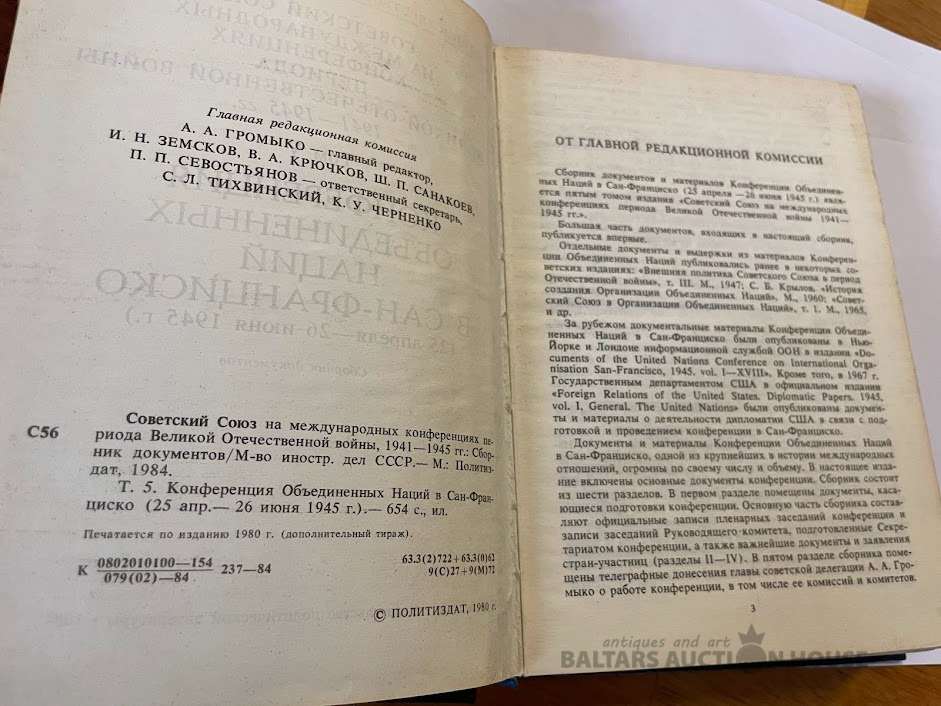 Главная редакционная комиссия
А. А. ГРОМЫКО — главный редактор,
И. Н. ЗЕМСКОВ, В. А. КРЮЧКОВ, Ш. П. САНАКОЕВ,
П. П. СЕВОСТЬЯНОВ — ответственный секретарь,
С. Л. ТИХВИНСКИЙ, К. У. ЧЕРНЕНКО
Советский Союз на международных конференциях пе-
С56
риода Великой Отечественной войны, 1941—1945 гг.: Сбор-
ник документов/М-во иностр. дел СССР.— М.: Политиз-
дат, 1984.
Т. 5. Конференция Объединенных Наций в Сан-Фран-
циско (25 апр.— 26 июня 1945 г.).— 654 с., ил.
Печатается по изданию 1980 г. (дополнительный тираж).
К 0802010100—154 237—84
079(02)—84
63.3(2)722+63.3(0)62
9(С)27+9(М)72
© ПОЛИТИЗДАТ, 1980 г.
ОТ ГЛАВНОЙ РЕДАКЦИОННОЙ КОМИССИИ
Сборник документов и материалов Конференции Объединен-
ных Наций в Сан-Франциско (25 апреля —26 июня 1945 г.) явля-
ется пятым томом издания «Советский Союз на международных
конференциях периода Великой Отечественной войны 1941—
1945 гг.».
Большая часть документов, входящих в настоящий сборник,
публикуется впервые.
Отдельные документы и выдержки из материалов Конферен-
ции Объединенных Наций публиковались ранее в некоторых со-
ветских изданиях: «Внешняя политика Советского Союза в период
Отечественной войны», т. III. М., 1947; С. Б. Крылов, «История
создания Организации Объединенных Наций», М., 1960; «Совет-
ский Союз в Организации Объединенных Наций», т. 1. М., 1965,
и др.
За рубежом документальные материалы Конференции Объеди-
ненных Наций в Сан-Франциско были опубликованы в Нью-
Йорке и Лондоне информационной службой ООН в издании «Do-
cuments of the United Nations Conference on International Orga-
nisation San-Francisco, 1945. vol. I—XVIII». Кроме того, в 1967 г.
Государственным департаментом США в официальном издании
«Foreign Relations of the United States. Diplomatic Papers. 1945,
vol. I, General. The United Nations» были опубликованы докумен-
ты и материалы о деятельности дипломатии США в связи с под-
готовкой и проведением конференции в Сан-Франциско.
Документы и материалы Конференции Объединенных Наций
в Сан-Франциско, одной из крупнейших в истории международных
отношений, огромны по своему числу и объему. В настоящее изда-
ние включены основные документы конференции. Сборник состоит
из шести разделов. В первом разделе помещены документы, каса-
ющиеся подготовки конференции. Основную часть сборника состав-
ляют официальные записи пленарных заседаний конференции и
записи заседаний Руководящего комитета, подготовленные Секре-
тариатом конференции, а также важнейшие документы и заявления
стран-участниц (разделы II—IV). В пятом разделе сборника поме-
щены телеграфные донесения главы советской делегации А. А. Гро-
мыко о работе конференции, в том числе ее комиссий и комитетов.
3
antiques and art
BALTARS AUCTION HOUSE